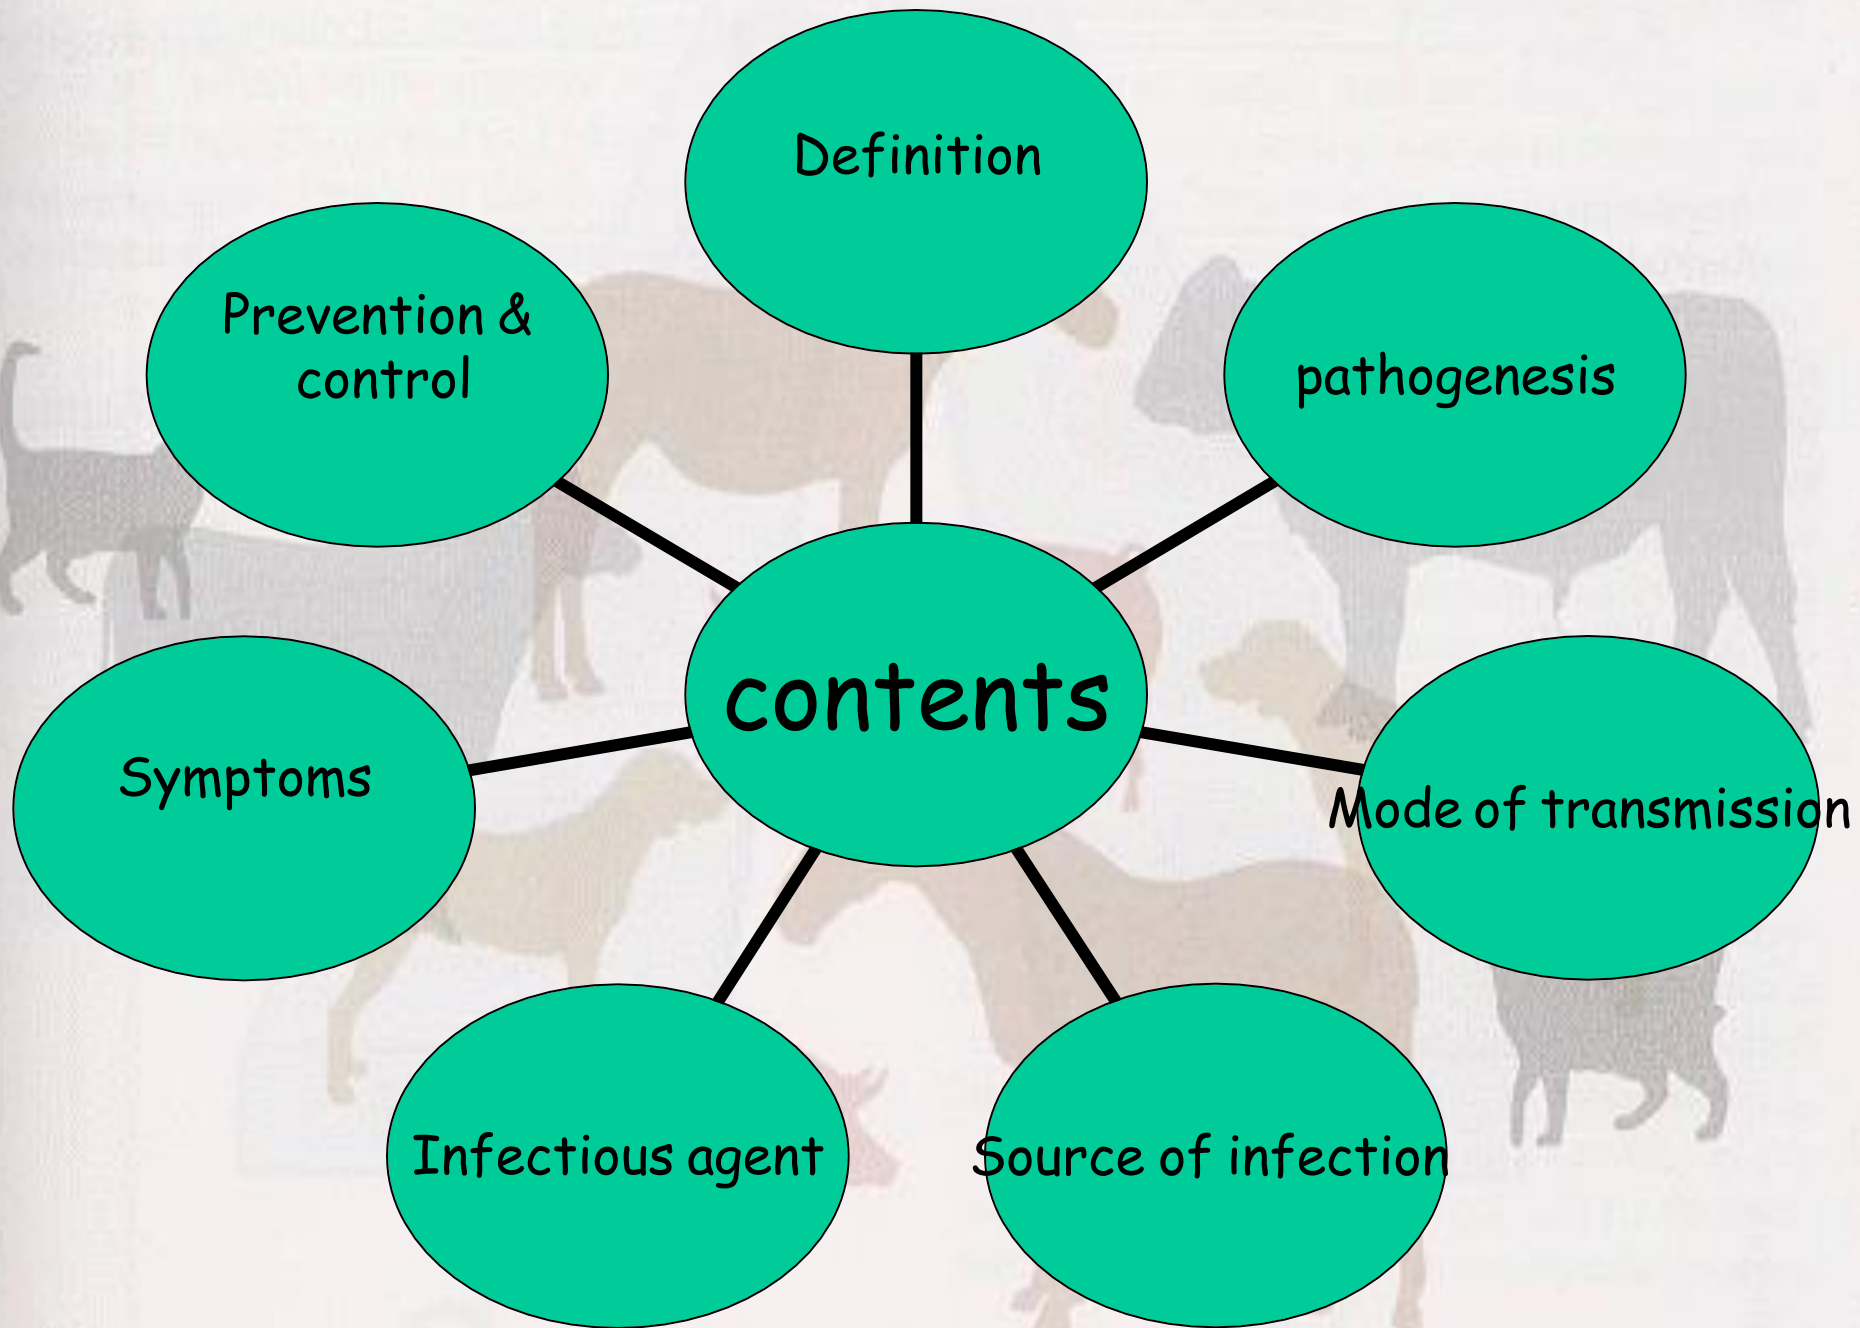 Definition
Prevention &
control
pathogenesis
contents
Symptoms
Mode of transmission
Infectious agent
Source of infection